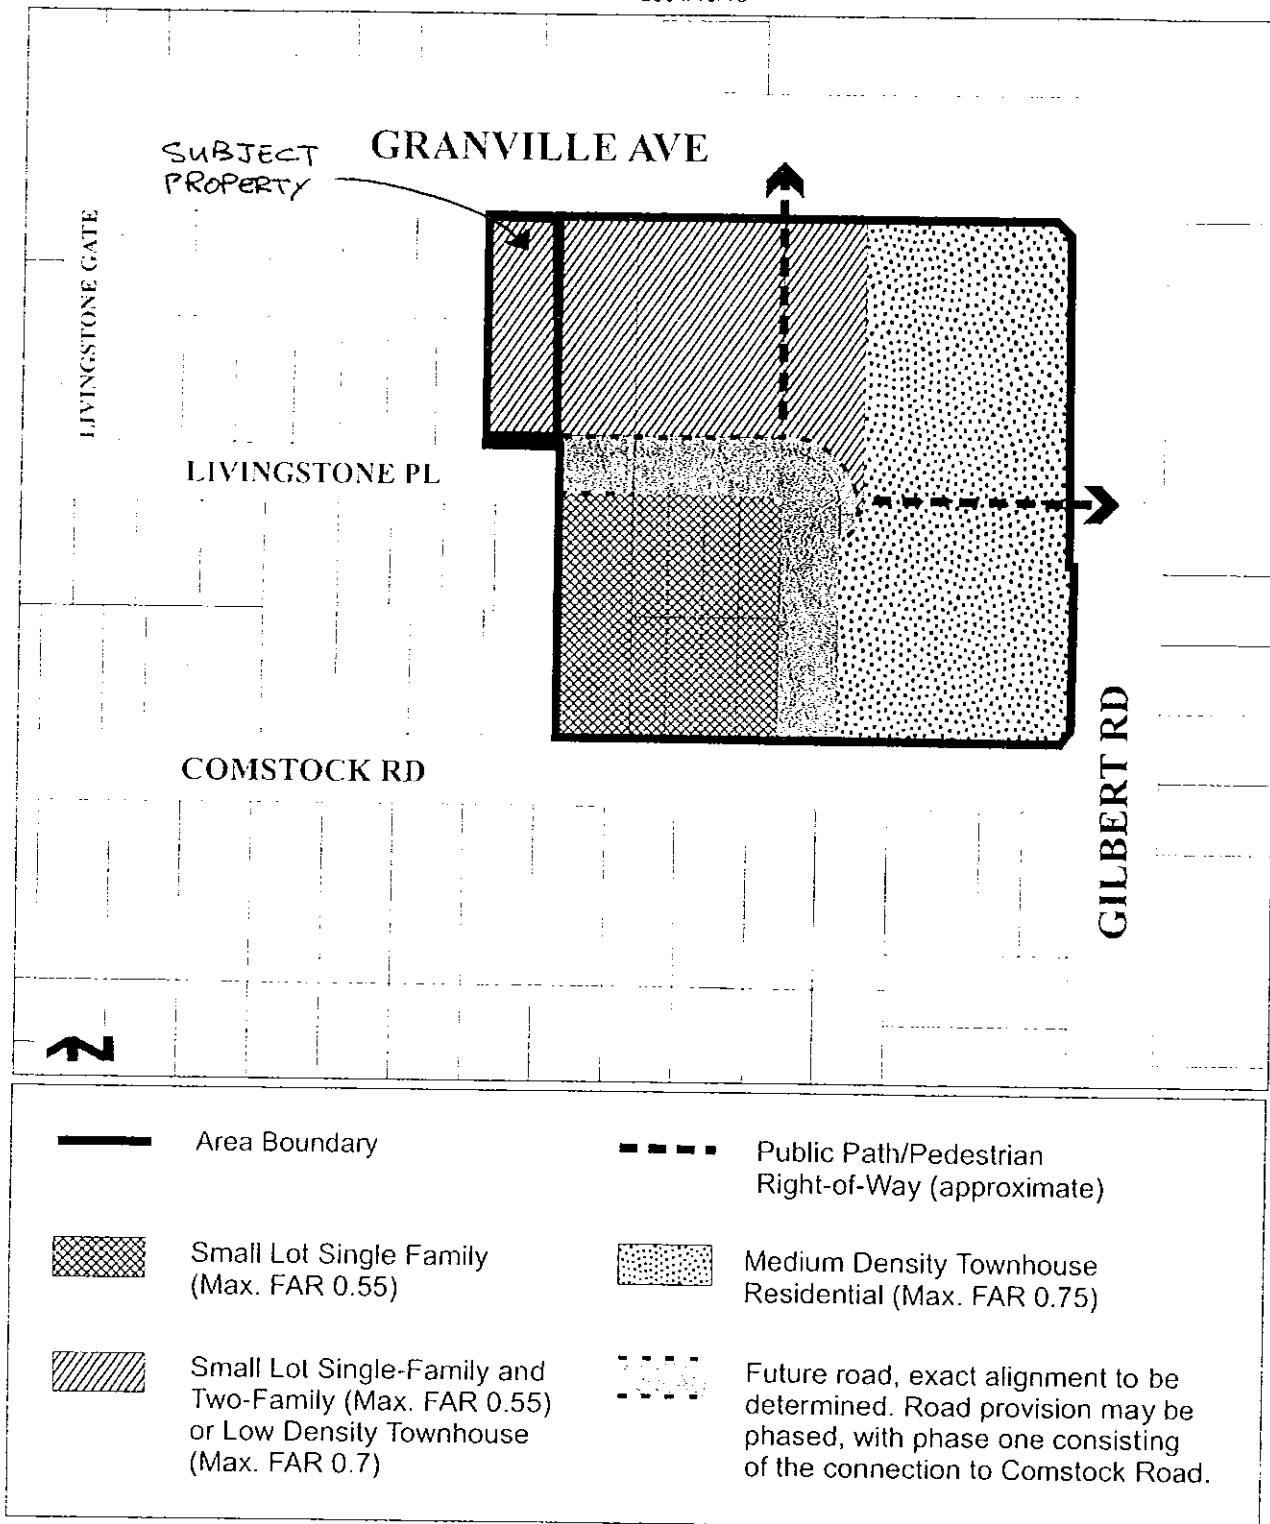 SUBJECT
PROPERTY
GRANVILLE AVE
LIVINGSTONE GATE
LIVINGSTONE PL
COMSTOCK RD
GILBERT RD
N
Area Boundary
Public Path/Pedestrian
Right-of-Way (approximate)
Small Lot Single Family
(Max. FAR 0.55)
Medium Density Townhouse
Residential (Max. FAR 0.75)
Small Lot Single-Family and
Two-Family (Max. FAR 0.55)
or Low Density Townhouse
(Max. FAR 0.7)
Future road, exact alignment to be
determined. Road provision may be
phased, with phase one consisting
of the connection to Comstock Road.